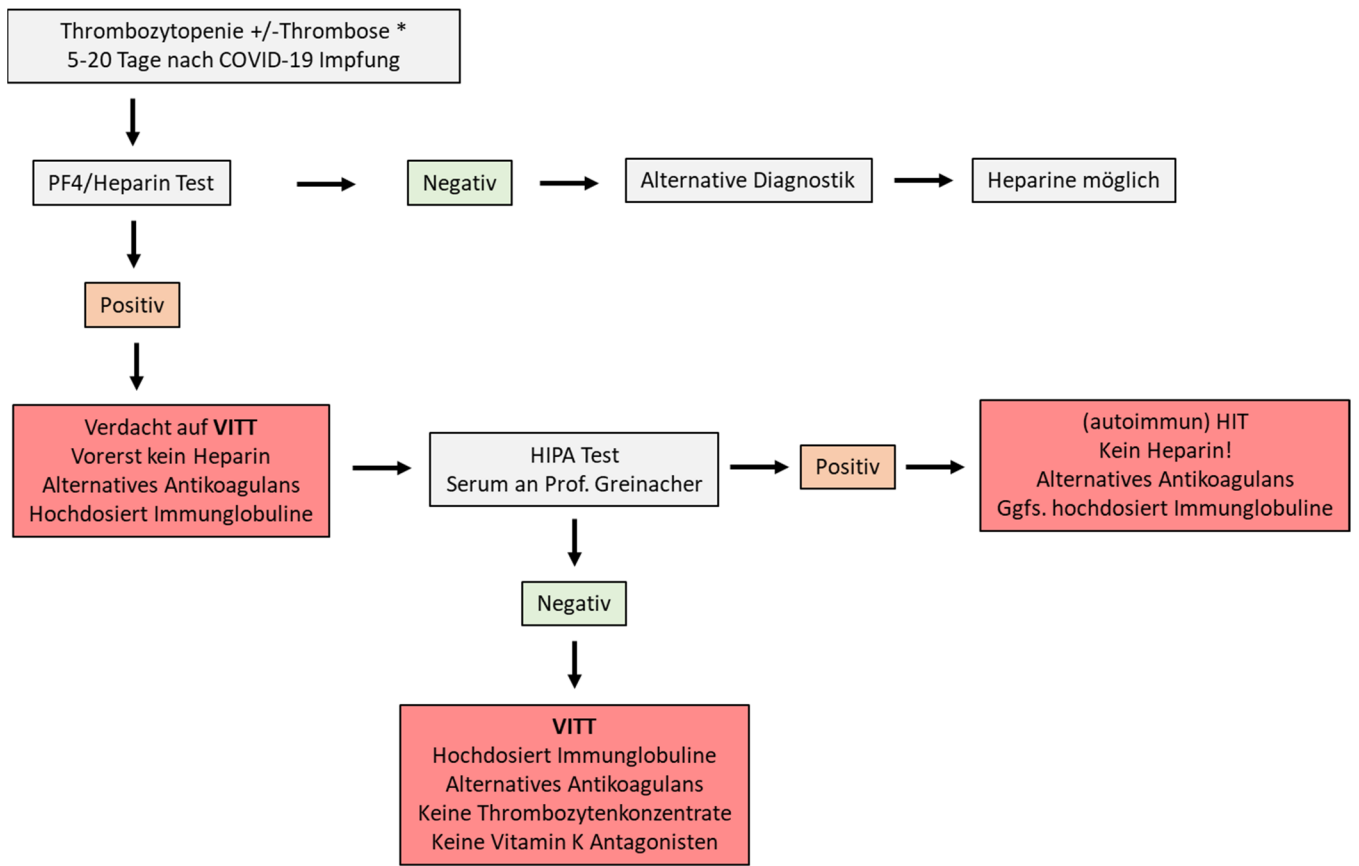 Thrombozytopenie +/-Thrombose *
5-20 Tage nach COVID-19 Impfung
PF4/Heparin Test
Negativ
Alternative Diagnostik
Heparine möglich
Positiv
Verdacht auf VITT
Vorerst kein Heparin
Alternatives Antikoagulans
Hochdosiert Immunglobuline
HIPA Test
Serum an Prof. Greinacher
Positiv
(autoimmun) HIT
Kein Heparin!
Alternatives Antikoagulans
Ggfs. hochdosiert Immunglobuline
Negativ
VITT
Hochdosiert Immunglobuline
Alternatives Antikoagulans
Keine Thrombozytenkonzentrate
Keine Vitamin K Antagonisten